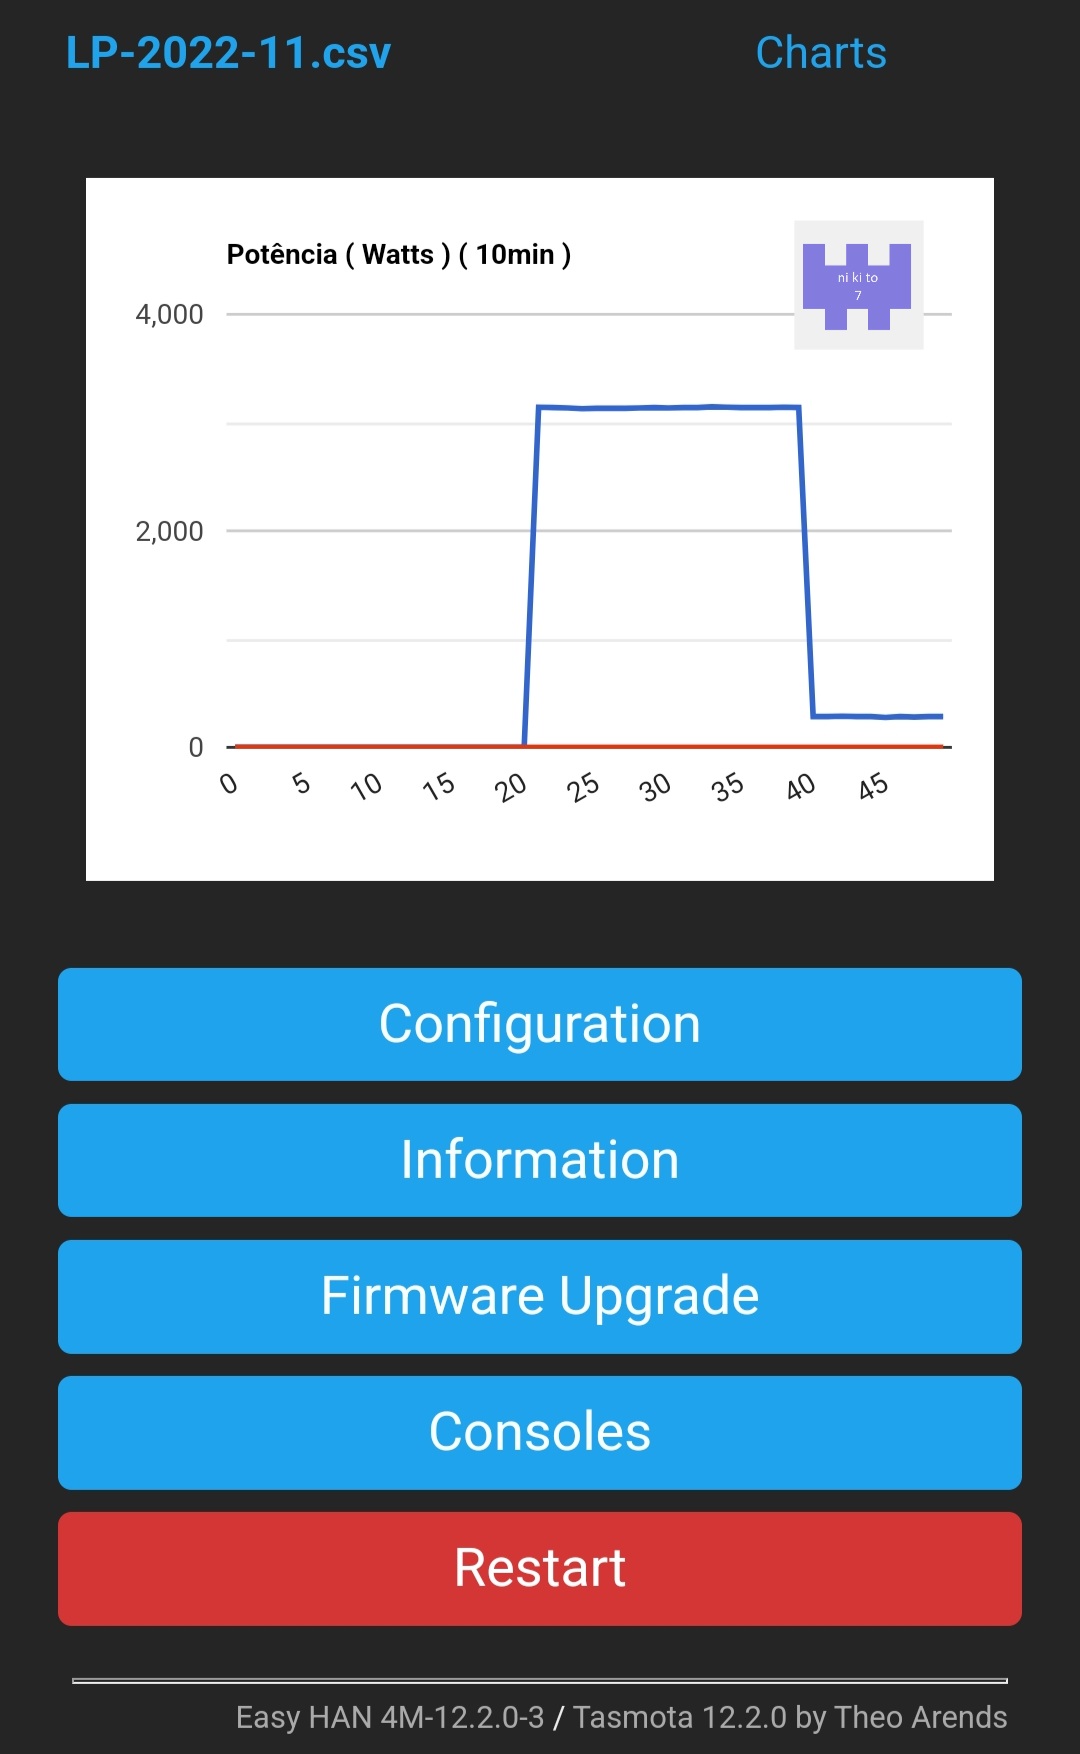 LP-2022-11.csv Charts
Potência ( Watts ) ( 10min )
ni ki to
7
4,000
2,000
0
0 5 10 15 20 25 30 35 40 45
Configuration
Information
Firmware Upgrade
Consoles
Restart
Easy HAN 4M-12.2.0-3 / Tasmota 12.2.0 by Theo Arends